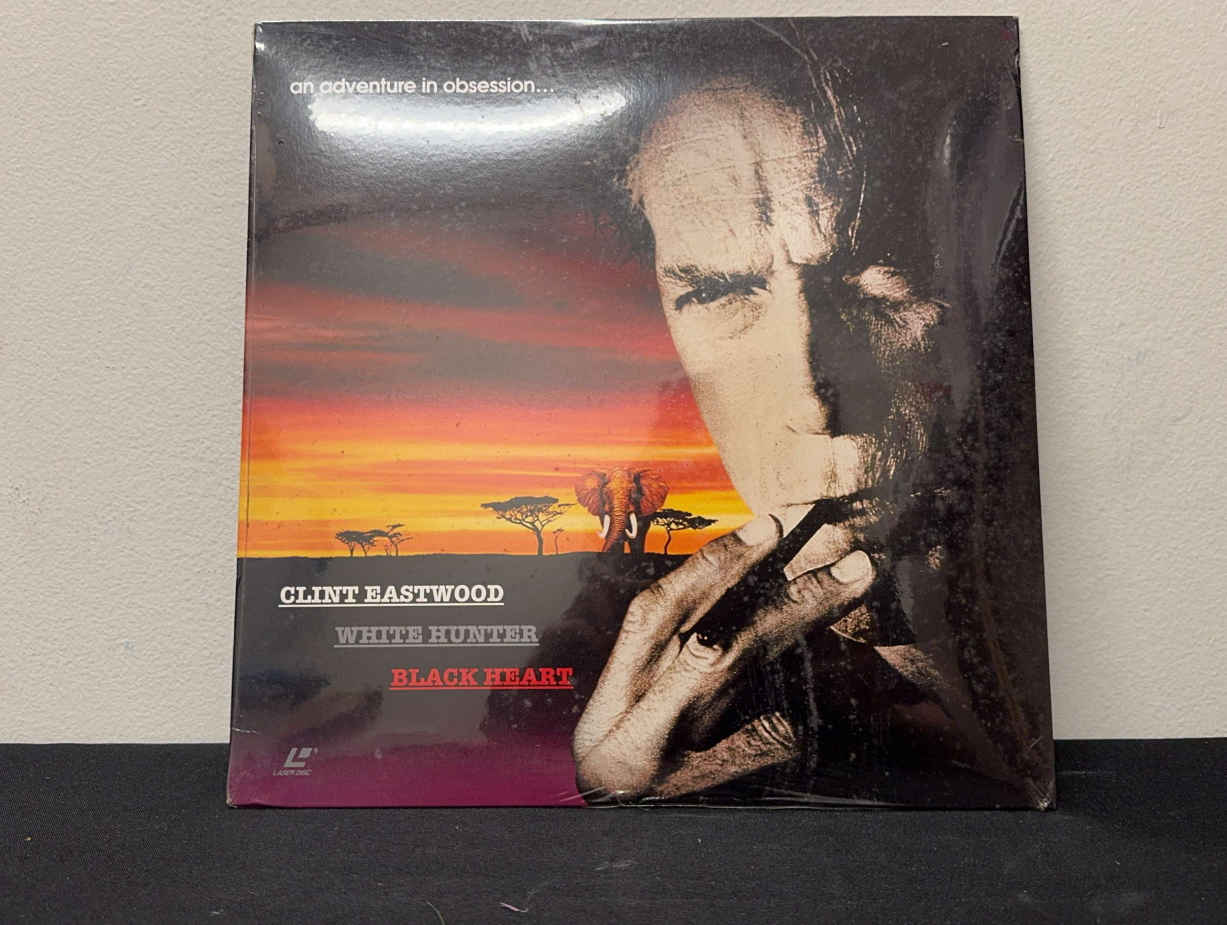 an adventure in obsession...
CLINT EASTWOOD
WHITE HUNTER
BLACK HEART
LASER DISC